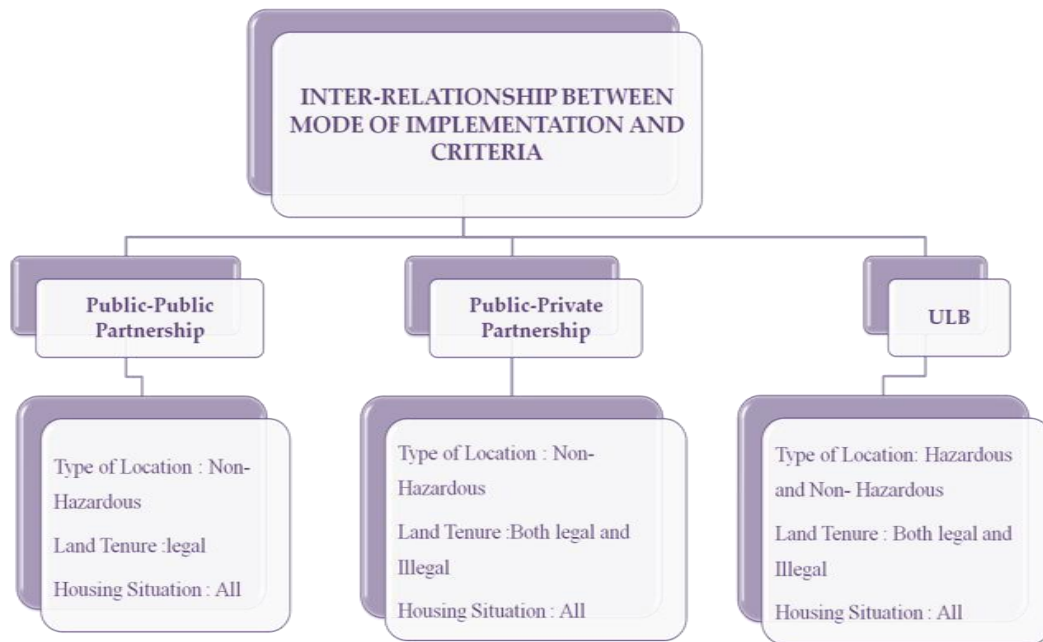 INTER-RELATIONSHIP BETWEEN
MODE OF IMPLEMENTATION AND
CRITERIA
Public-Public
Partnership
Public-Private
Partnership
ULB
Type of Location : Non-
Hazardous
Land Tenure :legal
Housing Situation : All
Type of Location : Non-
Hazardous
Land Tenure :Both legal and
Illegal
Housing Situation : All
Type of Location: Hazardous
and Non- Hazardous
Land Tenure : Both legal and
Illegal
Housing Situation : All